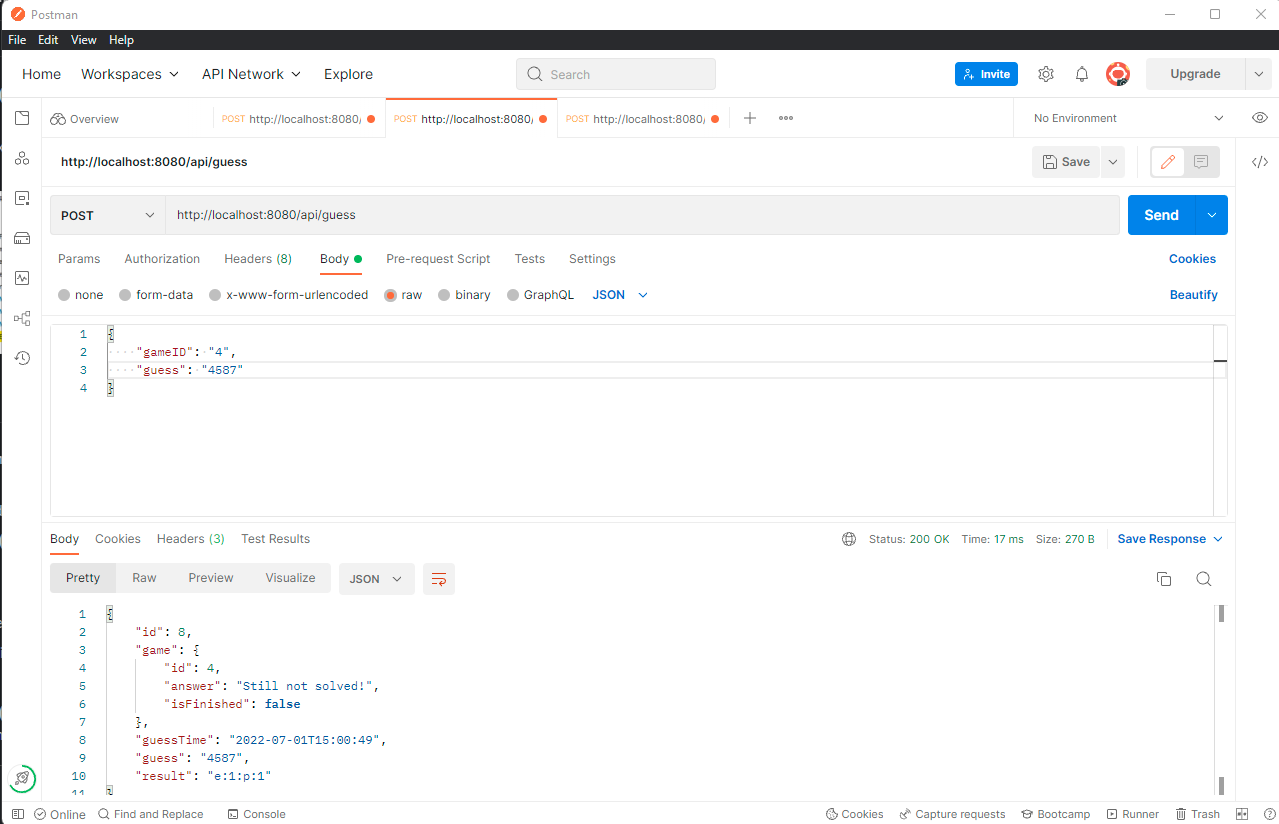 Postman
File Edit View Help
Home Workspaces API Network Explore Search Invite Upgrade
Overview POST http://localhost:8080/ POST http://localhost:8080/ POST http://localhost:8080/ No Environment
http://localhost:8080/api/guess Save
POST http://localhost:8080/api/guess Send
Params Authorization Headers (8) Body Pre-request Script Tests Settings Cookies
none form-data x-www-form-urlencoded raw binary GraphQL JSON Beautify
1 {
2 "gameID": "4",
3 "guess": "4587"
4 }
Body Cookies Headers (3) Test Results Status: 200 OK Time: 17 ms Size: 270 B Save Response
Pretty Raw Preview Visualize JSON
1 {
2 "id": 8,
3 "game": {
4 "id": 4,
5 "answer": "Still not solved!",
6 "isFinished": false
7 },
8 "guessTime": "2022-07-01T15:00:49",
9 "guess": "4587",
10 "result": "e:1:p:1"
11 }
Online Find and Replace Console Cookies Capture requests Bootcamp Runner Trash